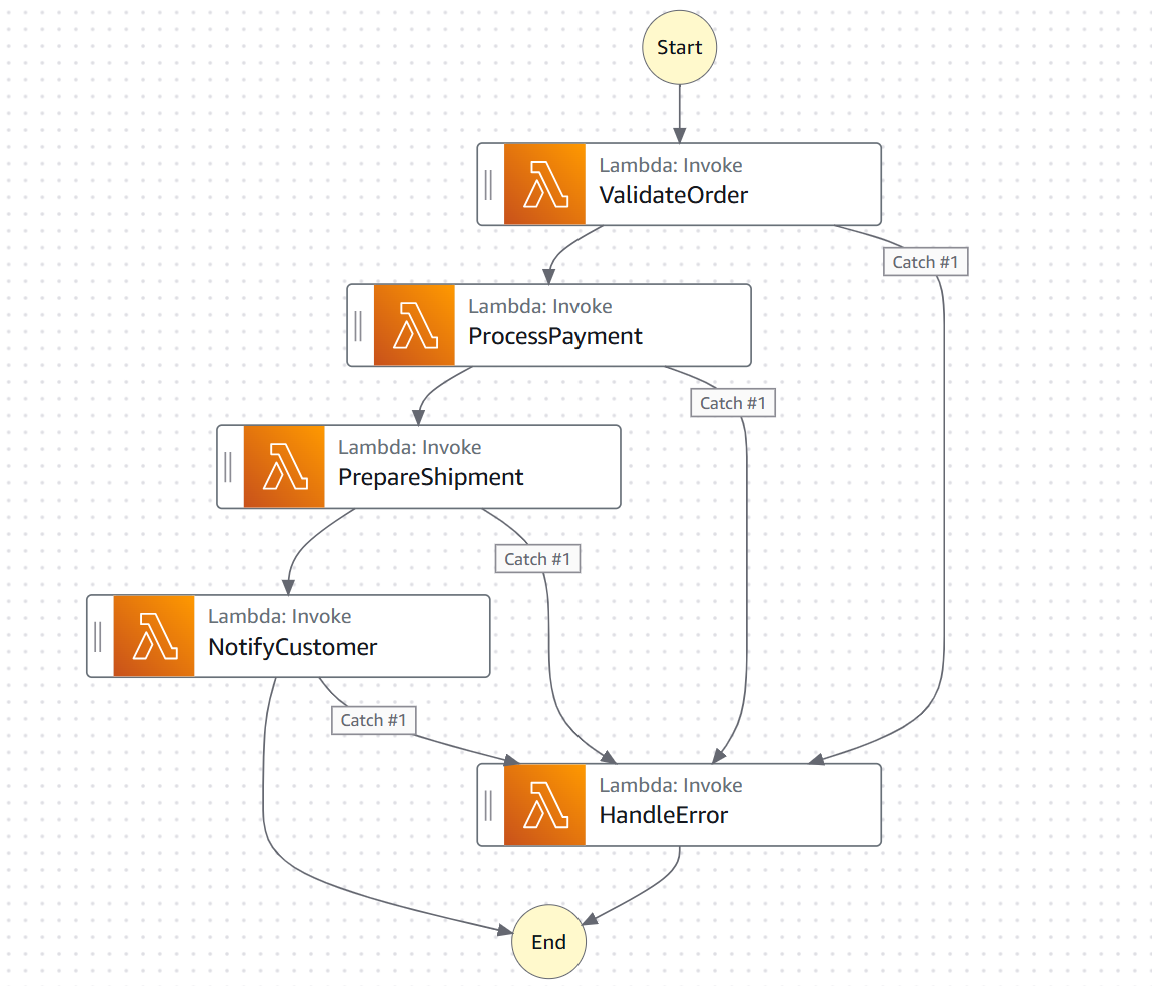 Start
Lambda: Invoke
ValidateOrder
Catch #1
Lambda: Invoke
ProcessPayment
Catch #1
Lambda: Invoke
PrepareShipment
Catch #1
Lambda: Invoke
NotifyCustomer
Catch #1
Lambda: Invoke
HandleError
End